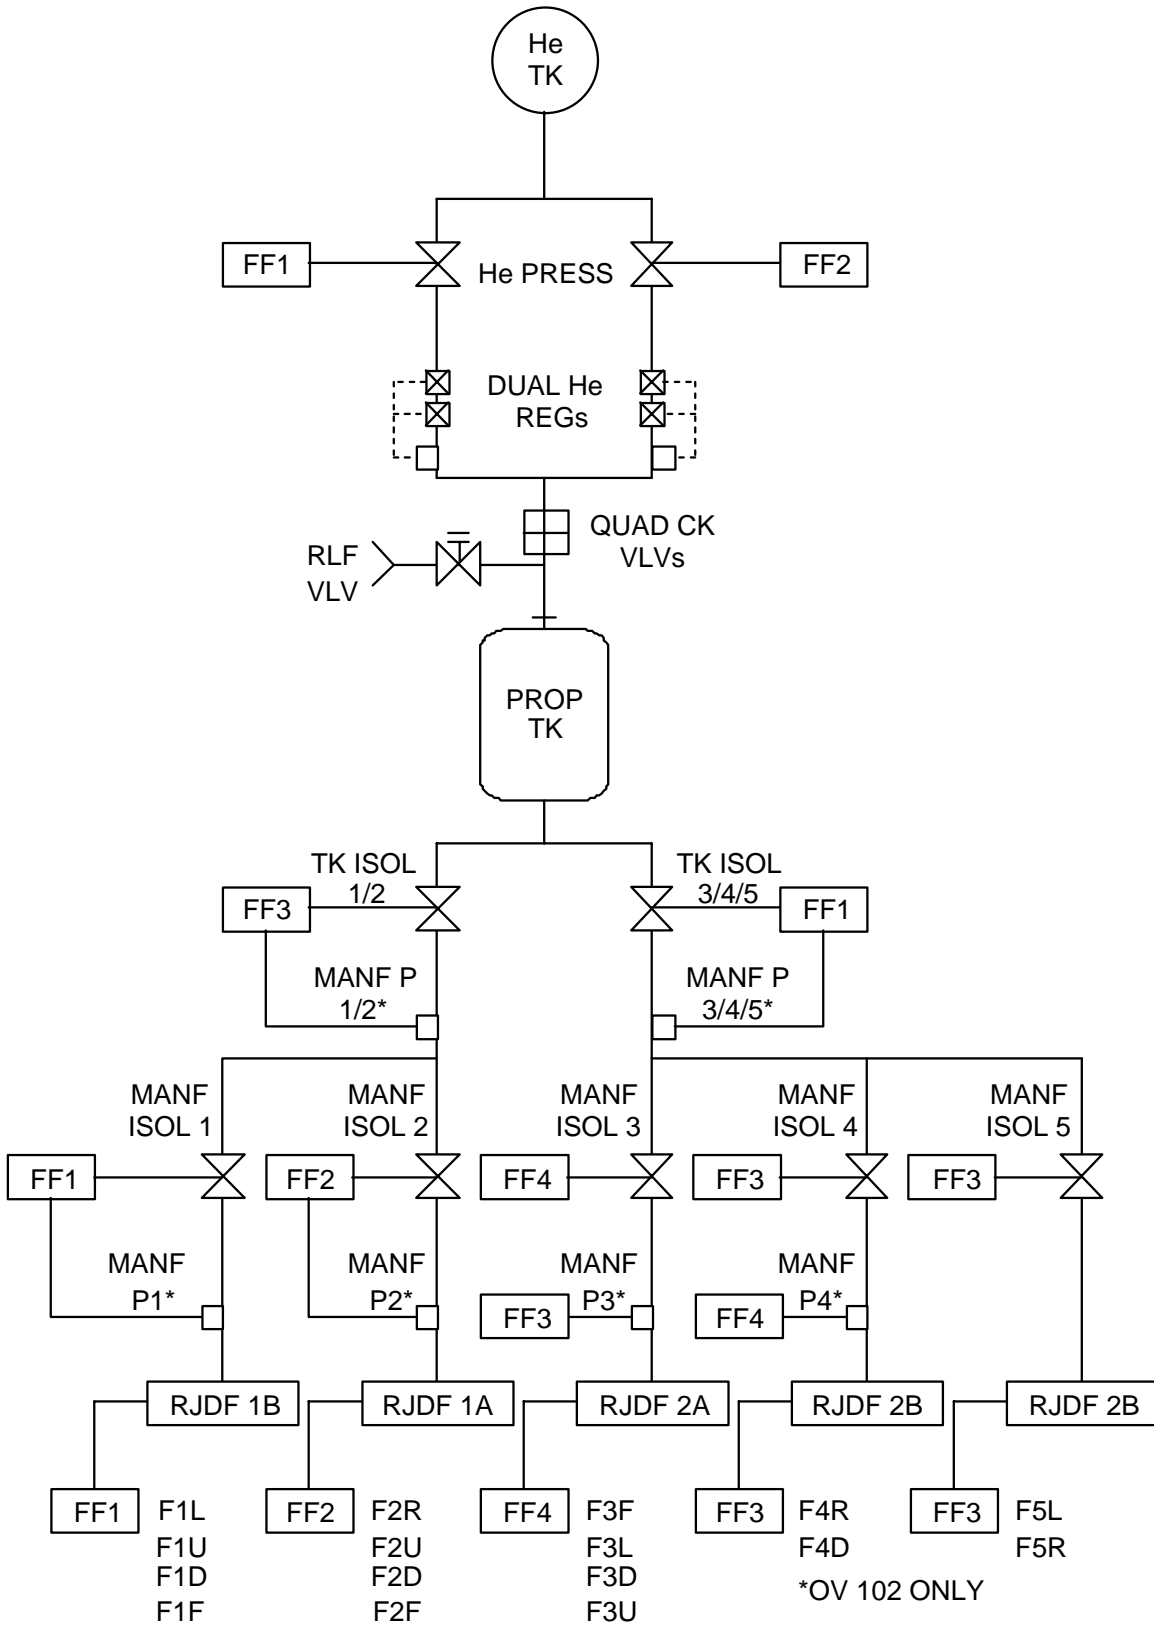 He
TK
FF1
He PRESS
FF2
DUAL He
REGs
QUAD CK
VLVs
RLF
VLV
PROP
TK
TK ISOL
1/2
FF3
TK ISOL
3/4/5
FF1
MANF P
1/2*
MANF P
3/4/5*
MANF
ISOL 1
MANF
ISOL 2
MANF
ISOL 3
MANF
ISOL 4
MANF
ISOL 5
FF1
FF2
FF4
FF3
FF3
MANF
P1*
MANF
P2*
MANF
P3*
FF3
MANF
P4*
FF4
RJDF 1B
RJDF 1A
RJDF 2A
RJDF 2B
RJDF 2B
FF1
F1L
F1U
F1D
F1F
FF2
F2R
F2U
F2D
F2F
FF4
F3F
F3L
F3D
F3U
FF3
F4R
F4D
FF3
F5L
F5R
*OV 102 ONLY